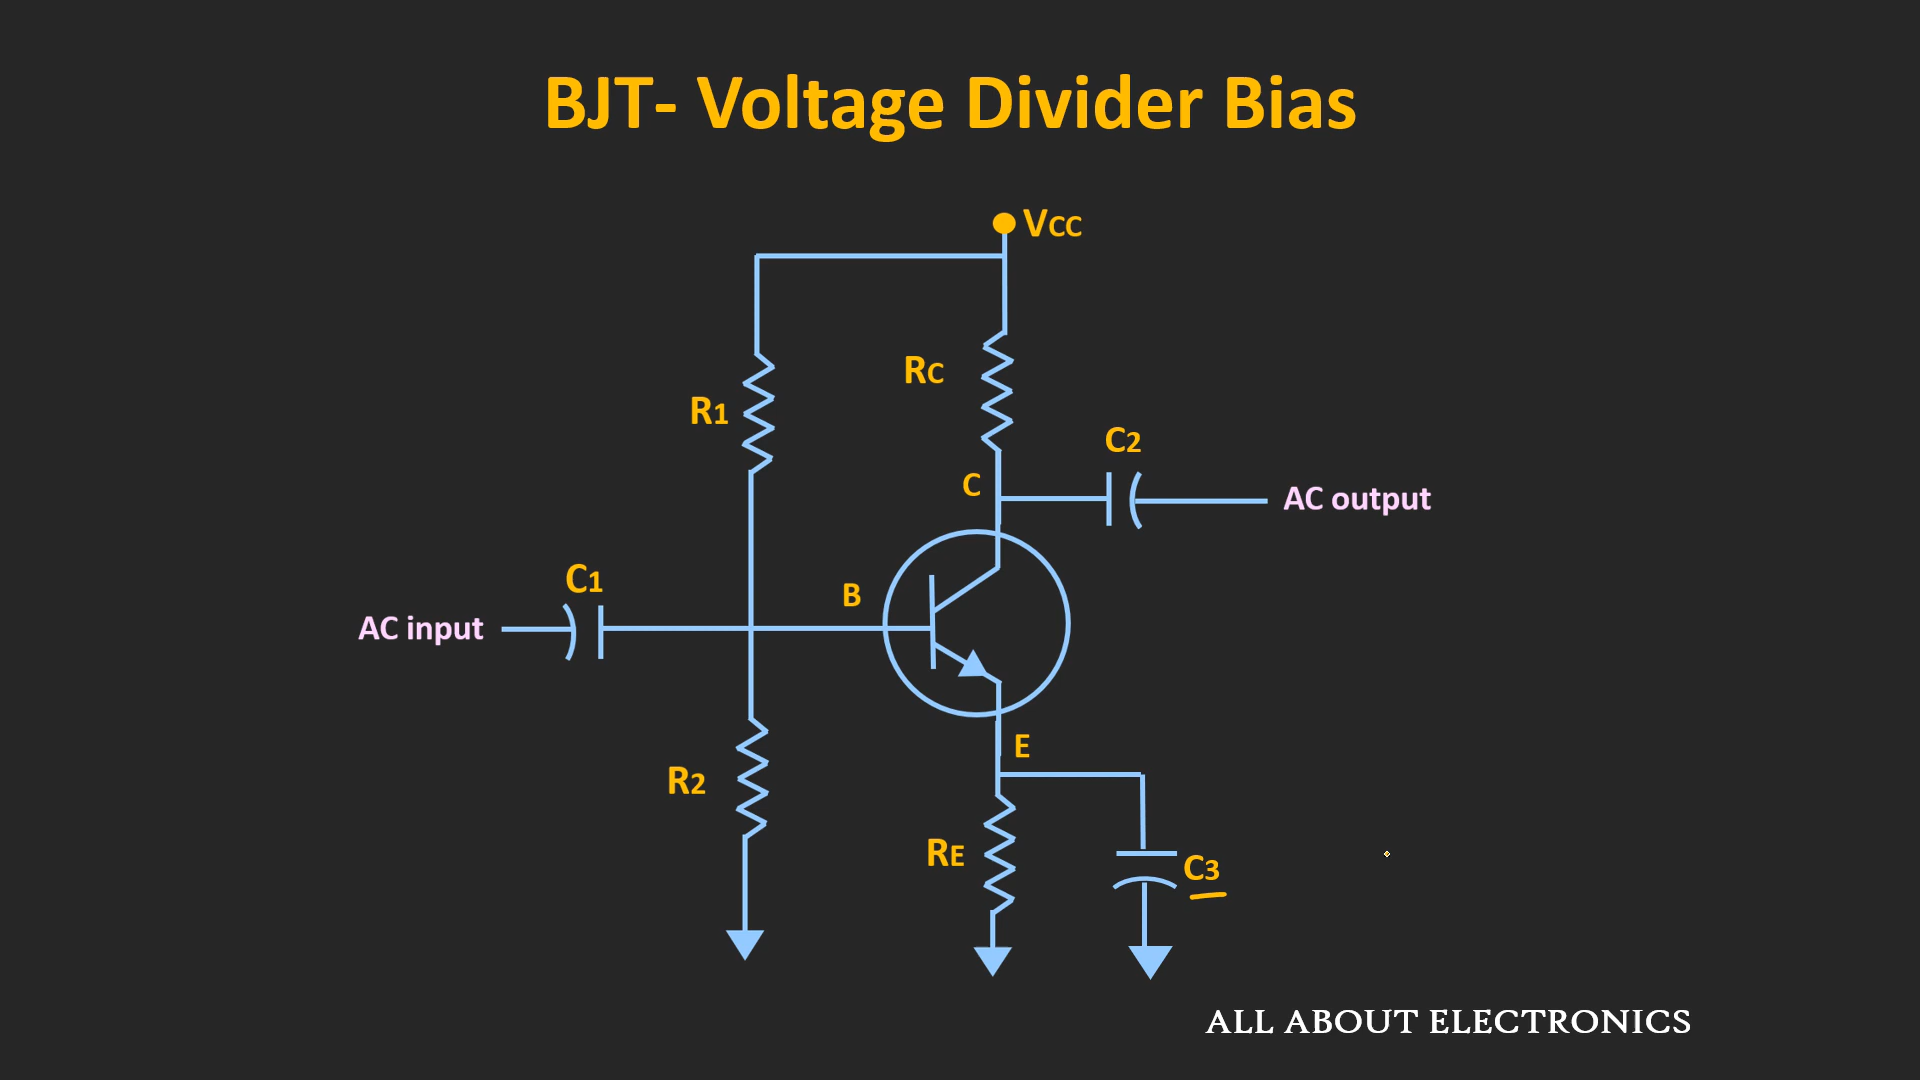 BJT- Voltage Divider Bias
VCC
RC
R1
C2
C
AC output
C1
B
AC input
E
R2
RE
C3
ALL ABOUT ELECTRONICS